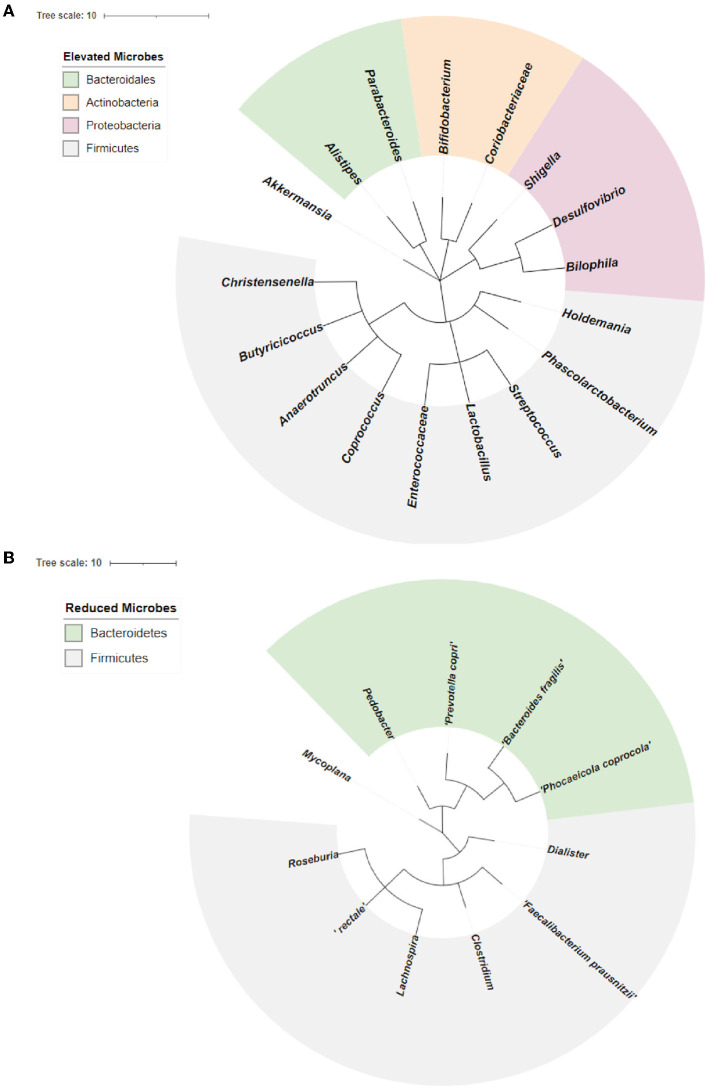 A
Tree scale: 10
Elevated Microbes
Bacteroidales
Actinobacteria
Proteobacteria
Firmicutes
Akkermansia
Alistipes
Parabacteroides
Bifidobacterium
Coriobacteriaceae
Shigella
Desulfovibrio
Bilophila
Holdemania
Phascolarctobacterium
Streptococcus
Lactobacillus
Enterococcaceae
Coprococcus
Anaerotruncus
Butyricicoccus
Christensenella
B
Tree scale: 10
Reduced Microbes
Bacteroidetes
Firmicutes
Mycoplana
Pedobacter
'Prevotella copri'
'Bacteroides fragilis'
'Phocaeicola coprocola'
Dialister
'Faecalibacterium prausnitzii'
Clostridium
Lachnospira
' rectale'
Roseburia